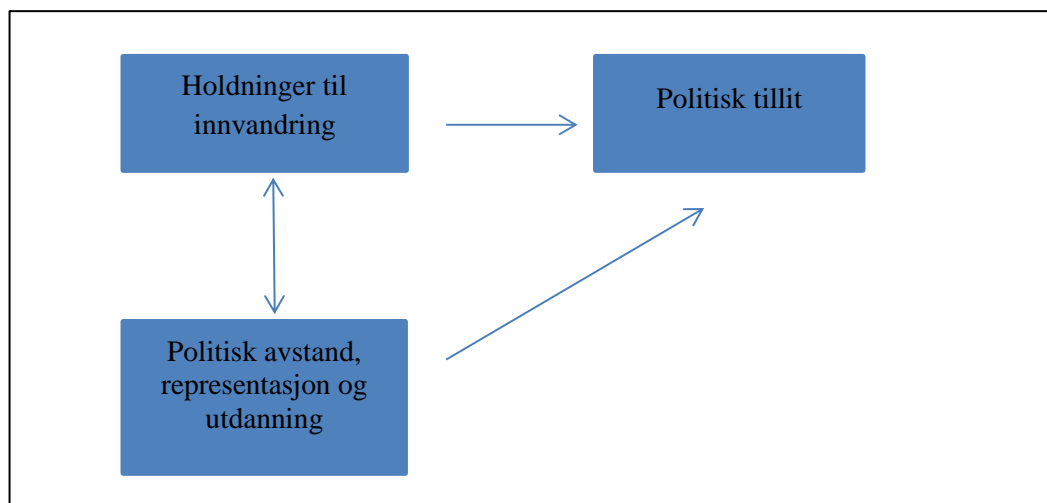 Holdninger til
innvandring
Politisk tillit
Politisk avstand,
representasjon og
utdanning